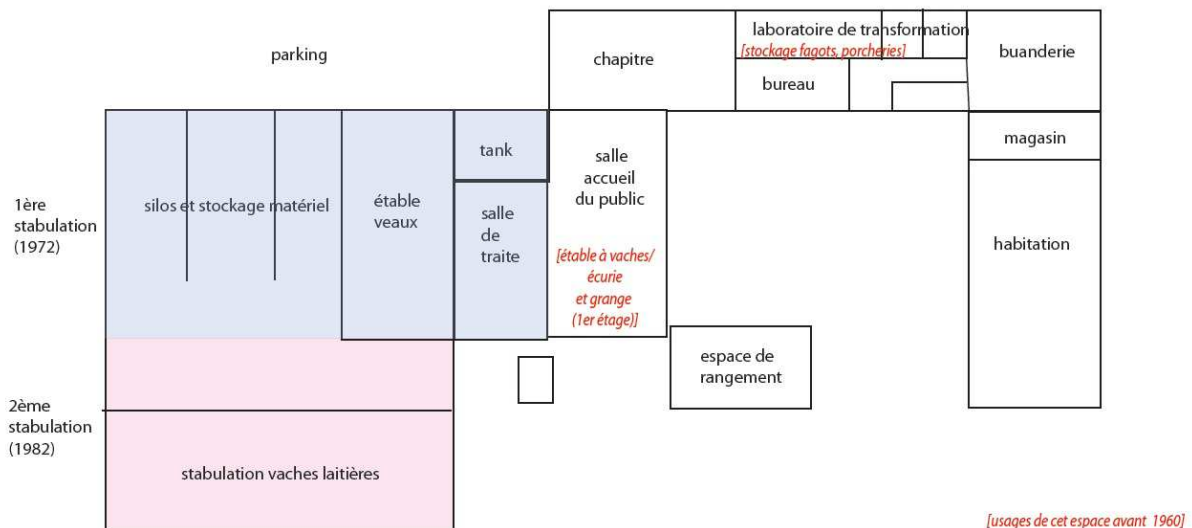 parking
chapitre
laboratoire de transformation
[stockage fagots, porcheries]
bureau
buanderie
magasin
habitation
1ère
stabulation
(1972)
silos et stockage matériel
étable
veaux
tank
salle
de
traite
salle
accueil
du public
[étable à vaches/
écurie
et grange
(1er étage)]
espace de
rangement
2ème
stabulation
(1982)
stabulation vaches laitières
[usages de cet espace avant 1960]